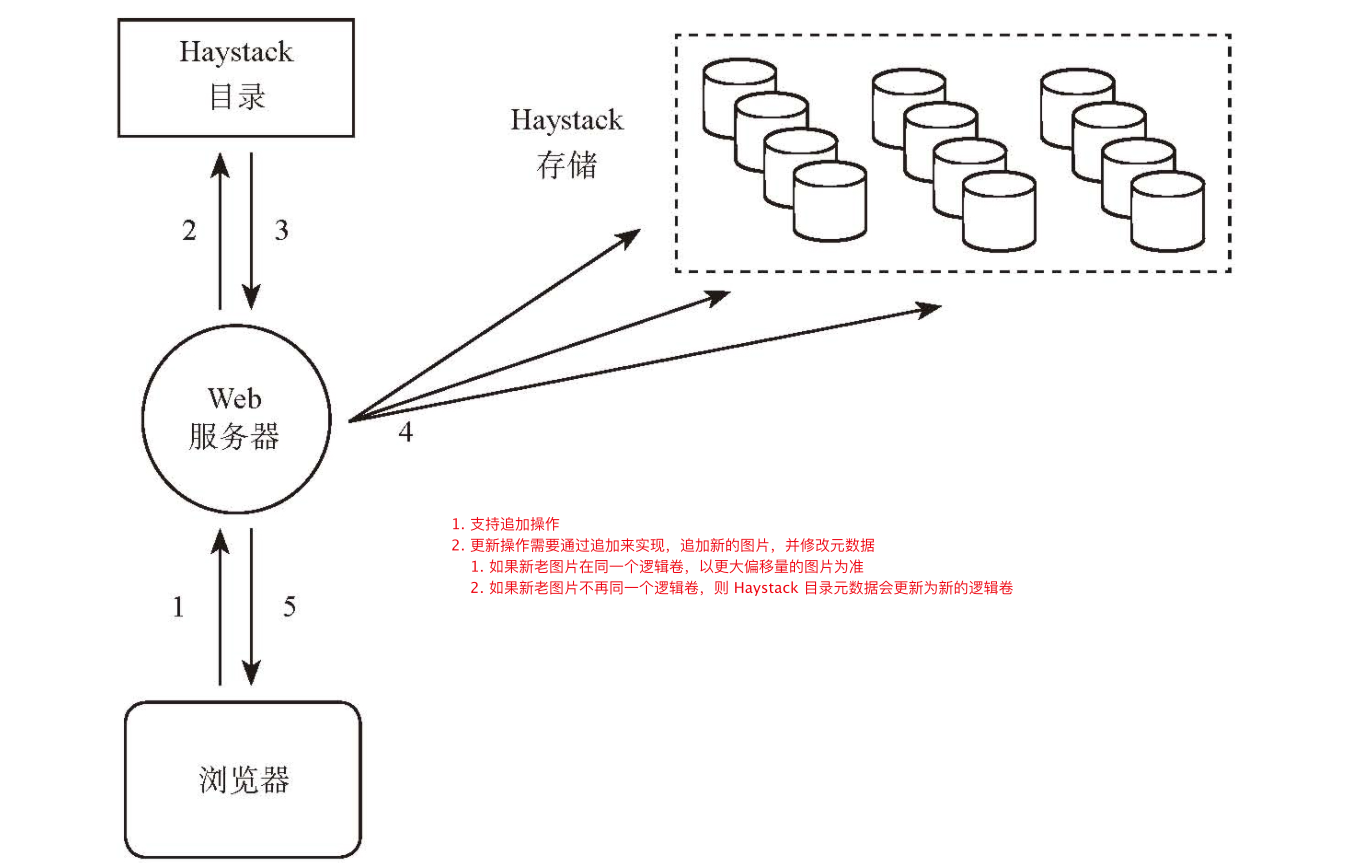 Haystack
目录
Haystack
存储
2
3
Web
服务器
4
1. 支持追加操作
2. 更新操作需要通过追加来实现，追加新的图片，并修改元数据
1. 如果新老图片在同一个逻辑卷，以更大偏移量的图片为准
2. 如果新老图片不再同一个逻辑卷，则 Haystack 目录元数据会更新为新的逻辑卷
1
5
浏览器